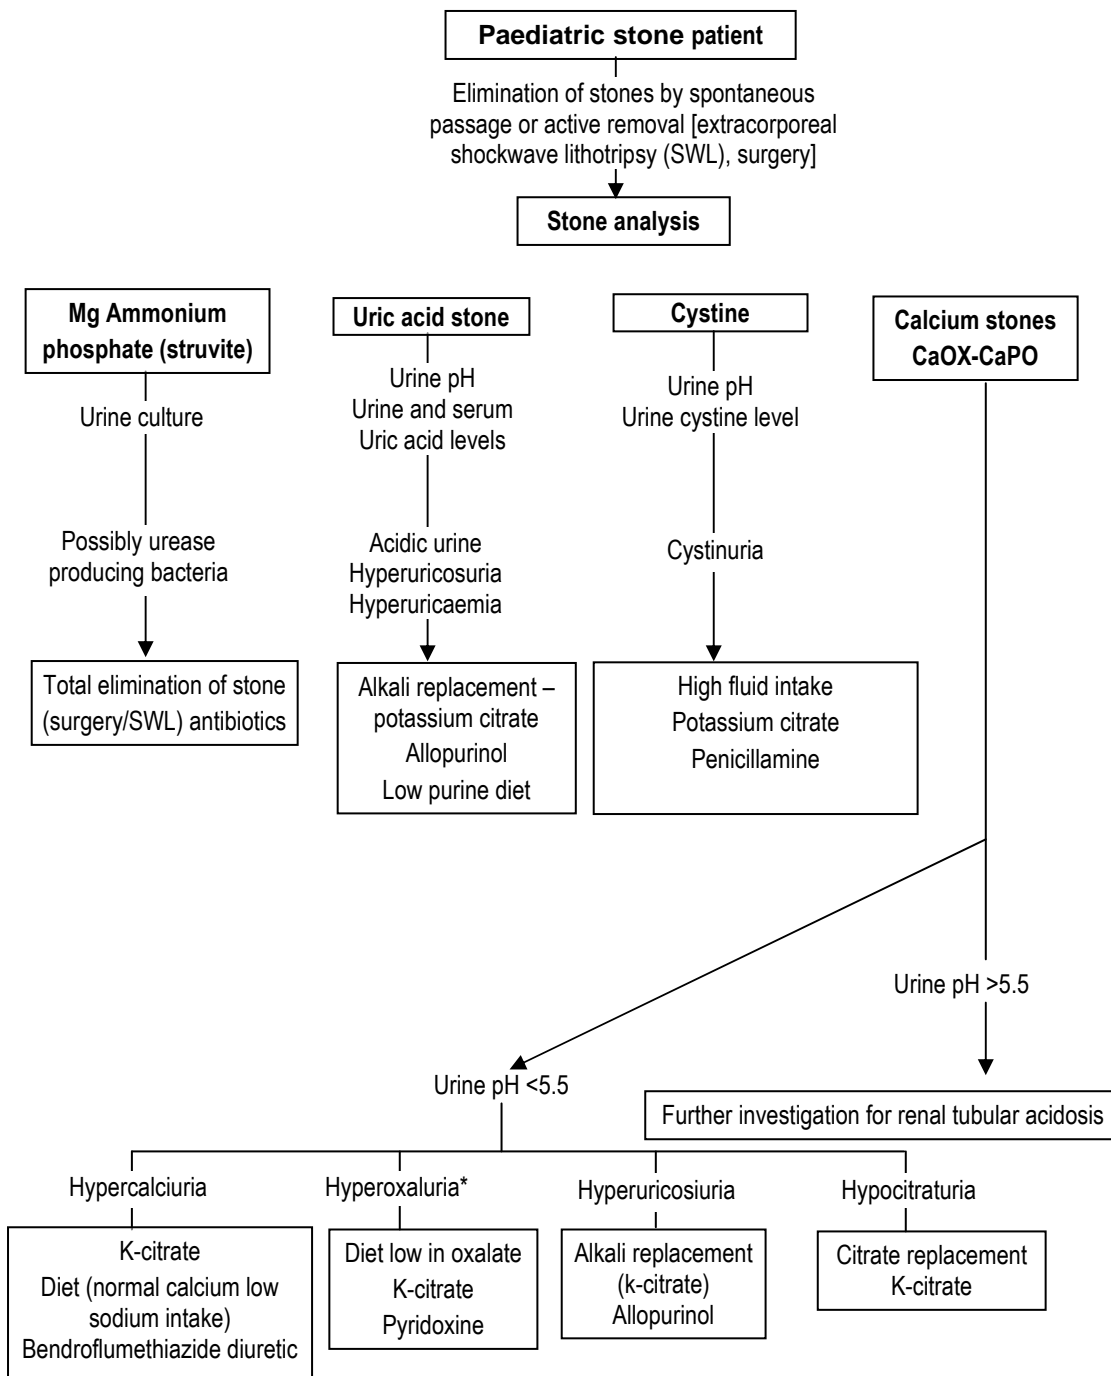 Paediatric stone patient
Elimination of stones by spontaneous
passage or active removal [extracorporeal
shockwave lithotripsy (SWL), surgery]
Stone analysis
Mg Ammonium
phosphate (struvite)
Urine culture
Possibly urease
producing bacteria
Total elimination of stone
(surgery/SWL) antibiotics
Uric acid stone
Urine pH
Urine and serum
Uric acid levels
Acidic urine
Hyperuricosuria
Hyperuricaemia
Alkali replacement –
potassium citrate
Allopurinol
Low purine diet
Cystine
Urine pH
Urine cystine level
Cystinuria
High fluid intake
Potassium citrate
Penicillamine
Calcium stones
CaOX-CaPO
Urine pH >5.5
Further investigation for renal tubular acidosis
Urine pH <5.5
Hypercalciuria
K-citrate
Diet (normal calcium low
sodium intake)
Bendroflumethiazide diuretic
Hyperoxaluria*
Diet low in oxalate
K-citrate
Pyridoxine
Hyperuricosiuria
Alkali replacement
(k-citrate)
Allopurinol
Hypocitraturia
Citrate replacement
K-citrate